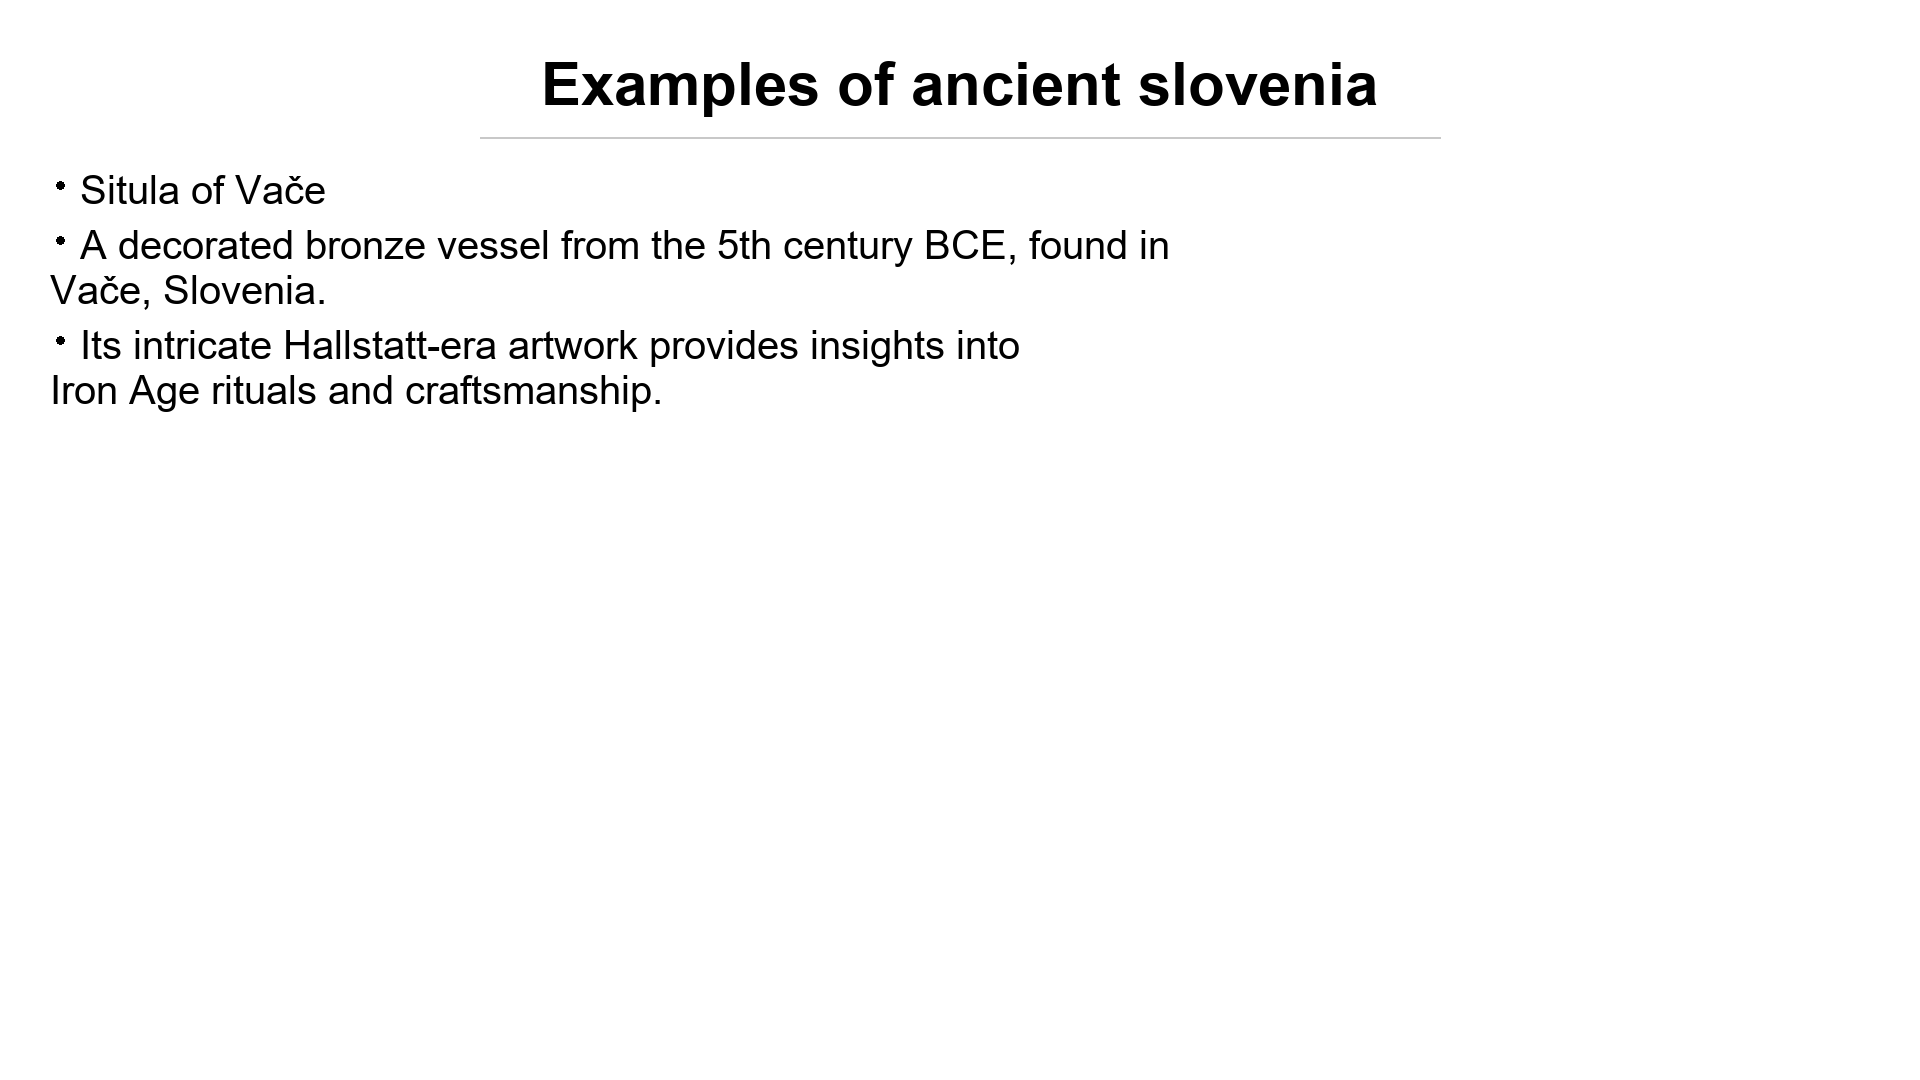 Examples of ancient slovenia
• Situla of Vače
• A decorated bronze vessel from the 5th century BCE, found in
Vače, Slovenia.
• Its intricate Hallstatt-era artwork provides insights into
Iron Age rituals and craftsmanship.